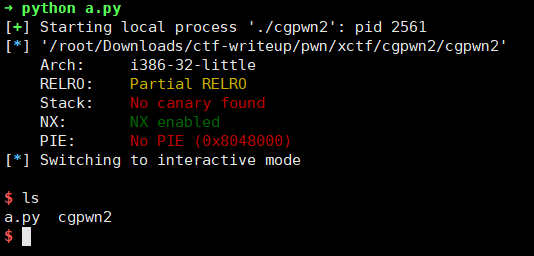 → python a.py
[+] Starting local process './cgpwn2': pid 2561
[*] '/root/Downloads/ctf-writeup/pwn/xctf/cgpwn2/cgpwn2'
    Arch:     i386-32-little
    RELRO:    Partial RELRO
    Stack:    No canary found
    NX:       NX enabled
    PIE:      No PIE (0x8048000)
[*] Switching to interactive mode
$ ls
a.py  cgpwn2
$